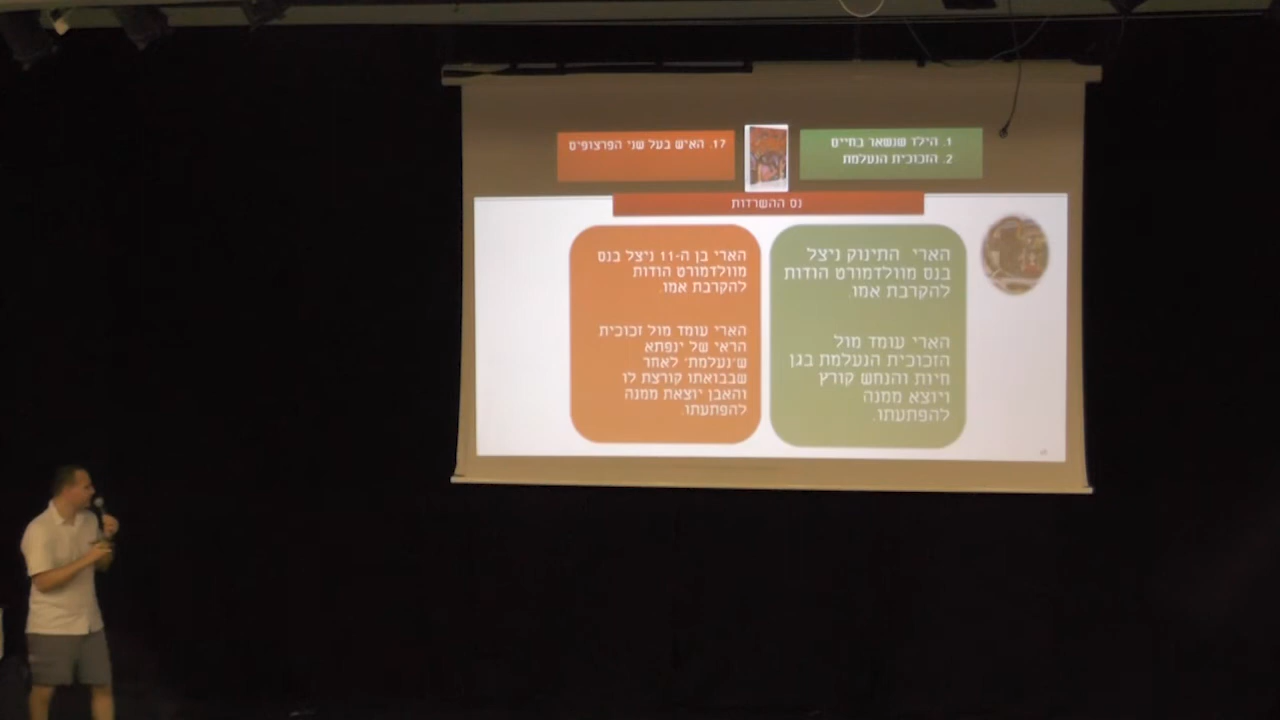 1. הילד שנשאר בחיים
2. הזכוכית הנעלמת
17. האיש בעל שני הפרצופים
נס ההשרדות
הארי התינוק ניצל
בנס מוולדמורט הודות
להקרבת אמו.
הארי עומד מול
הזכוכית הנעלמת בגן
חיות והנחש קורץ
ויוצא ממנה
להפתעתו.
הארי בן ה-11 ניצל בנס
מוולדמורט הודות
להקרבת אמו.
הארי עומד מול זכוכית
הראי של ינפתא
ש"נעלמת" לאחר
שבבואתו קורצת לו
והאבן יוצאת ממנה
להפתעתו.